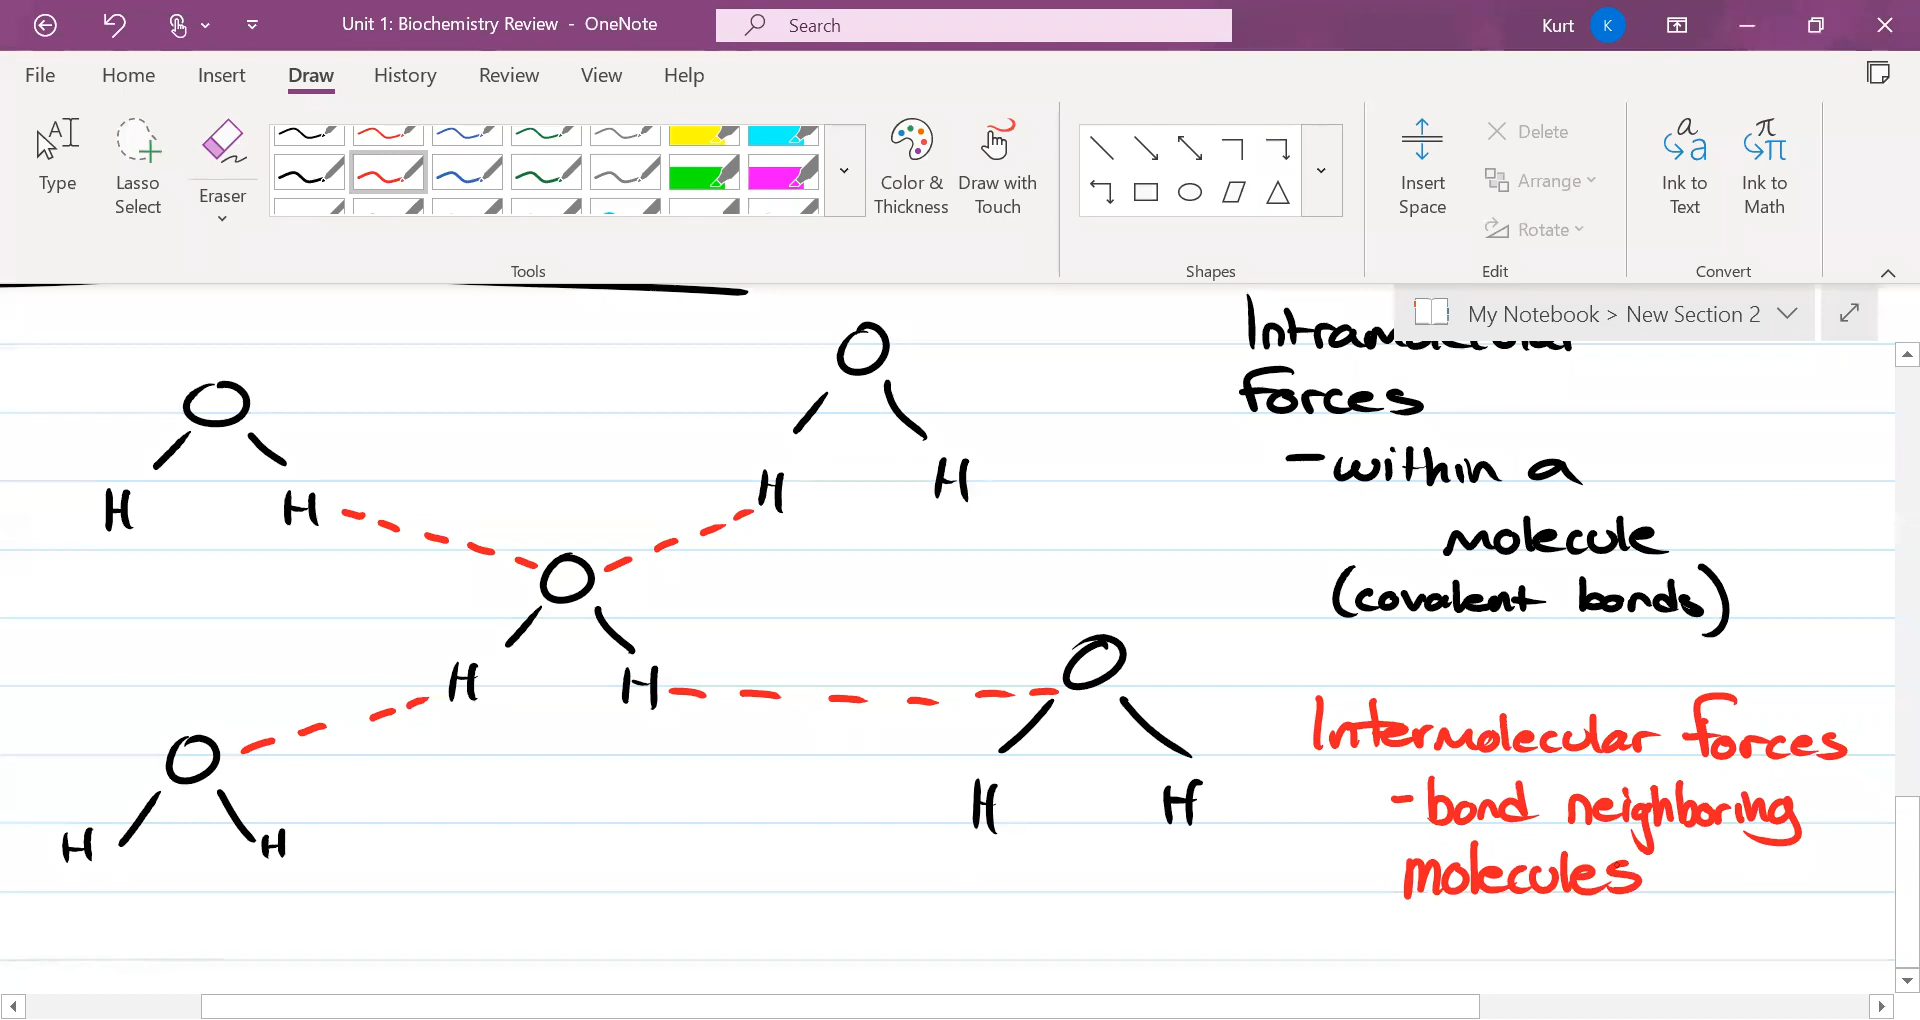 Unit 1: Biochemistry Review - OneNote
Search
Kurt
K
File Home Insert Draw History Review View Help
Type
Lasso Select
Eraser
Color & Thickness
Draw with Touch
Insert Space
Delete
Arrange
Rotate
a
a
Ink to Text
π
π
Ink to Math
Tools
Shapes
Edit
Convert
My Notebook > New Section 2
Intramolecular
Forces
- within a
molecule
(covalent bonds)
O
H H
O
H H
O
H H
O
H H
O
H H
Intermolecular forces
- bond neighboring
molecules